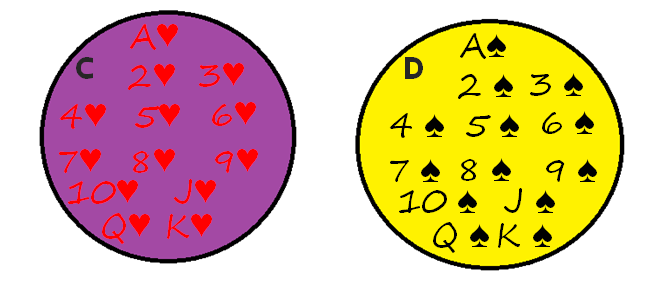 C
A♥
2♥ 3♥
4♥ 5♥ 6♥
7♥ 8♥ 9♥
10♥ J♥
Q♥ K♥
D
A♠
2♠ 3♠
4♠ 5♠ 6♠
7♠ 8♠ 9♠
10♠ J♠
Q♠ K♠